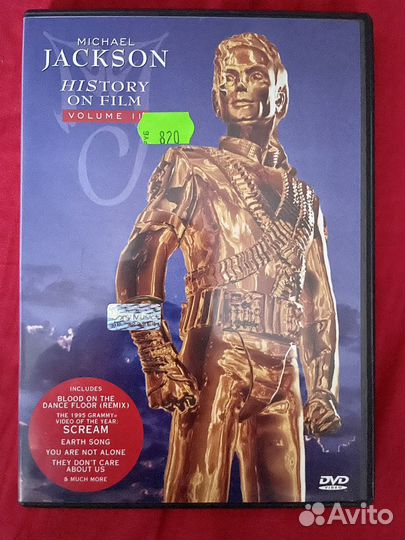 MICHAEL
JACKSON
HISTORY
ON FILM
VOLUME II
820
INCLUDES
BLOOD ON THE
DANCE FLOOR (REMIX)
THE 1995 GRAMMY®
VIDEO OF THE YEAR:
SCREAM
EARTH SONG
YOU ARE NOT ALONE
THEY DON'T CARE
ABOUT US
& MUCH MORE
DVD
VIDEO
Avito